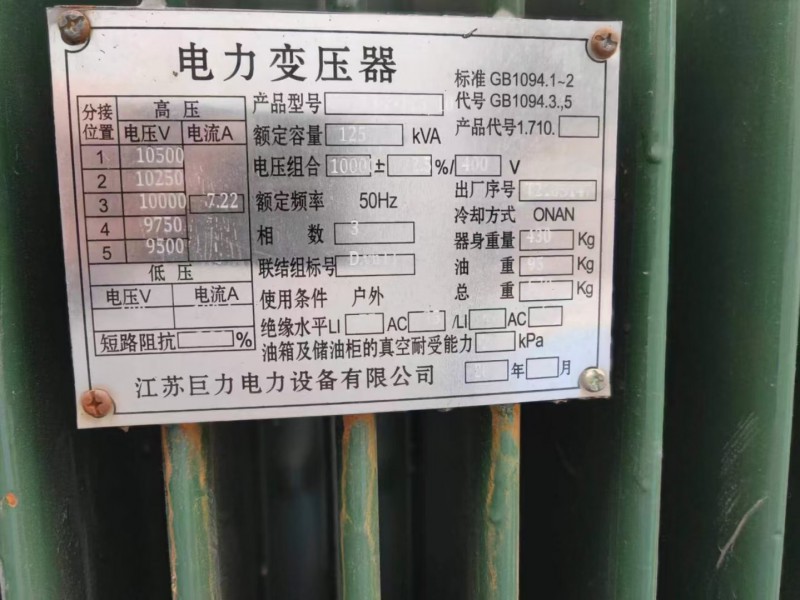 电力变压器
标准 GB1094.1~2
代号 GB1094.3.,5
产品代号1.710.
产品型号
额定容量 125 kVA
电压组合 1000 ± %/ 400 V
额定频率 50Hz
出厂序号
冷却方式 ONAN
相数 3
器身重量 430 Kg
联结组标号
油重 93 Kg
总重 Kg
使用条件 户外
绝缘水平LI AC /LI AC
油箱及储油柜的真空耐受能力 kPa
分接位置 高压
电压V 电流A
1 10500
2 10250
3 10000 7.22
4 9750
5 9500
低压
电压V 电流A
短路阻抗 %
江苏巨力电力设备有限公司 年 月